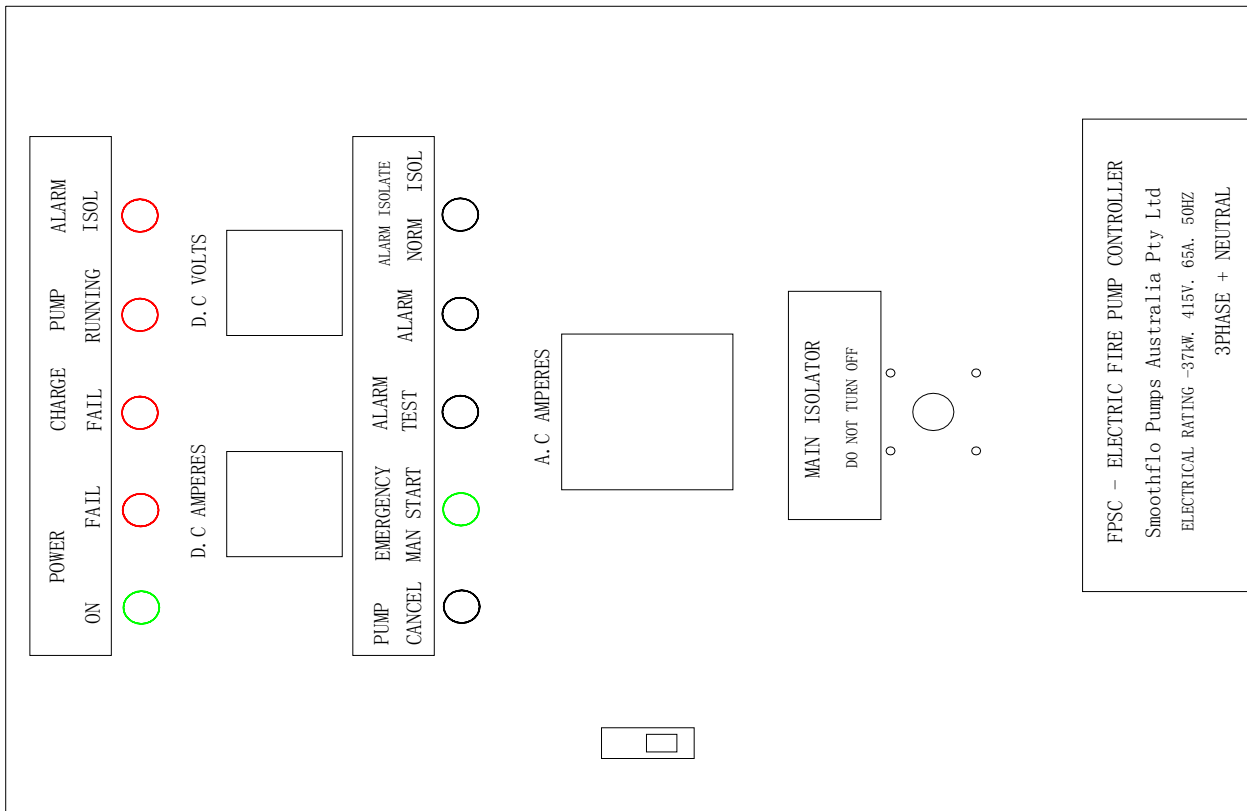 POWER
ON FAIL
CHARGE
FAIL
PUMP
RUNNING
ALARM
ISOL
D.C AMPERES
D.C VOLTS
PUMP
CANCEL
EMERGENCY
MAN START
ALARM
TEST
ALARM
ALARM ISOLATE
NORM ISOL
A.C AMPERES
MAIN ISOLATOR
DO NOT TURN OFF
FPSC - ELECTRIC FIRE PUMP CONTROLLER
Smoothflo Pumps Australia Pty Ltd
ELECTRICAL RATING -37kW. 415V. 65A. 50HZ
3PHASE + NEUTRAL